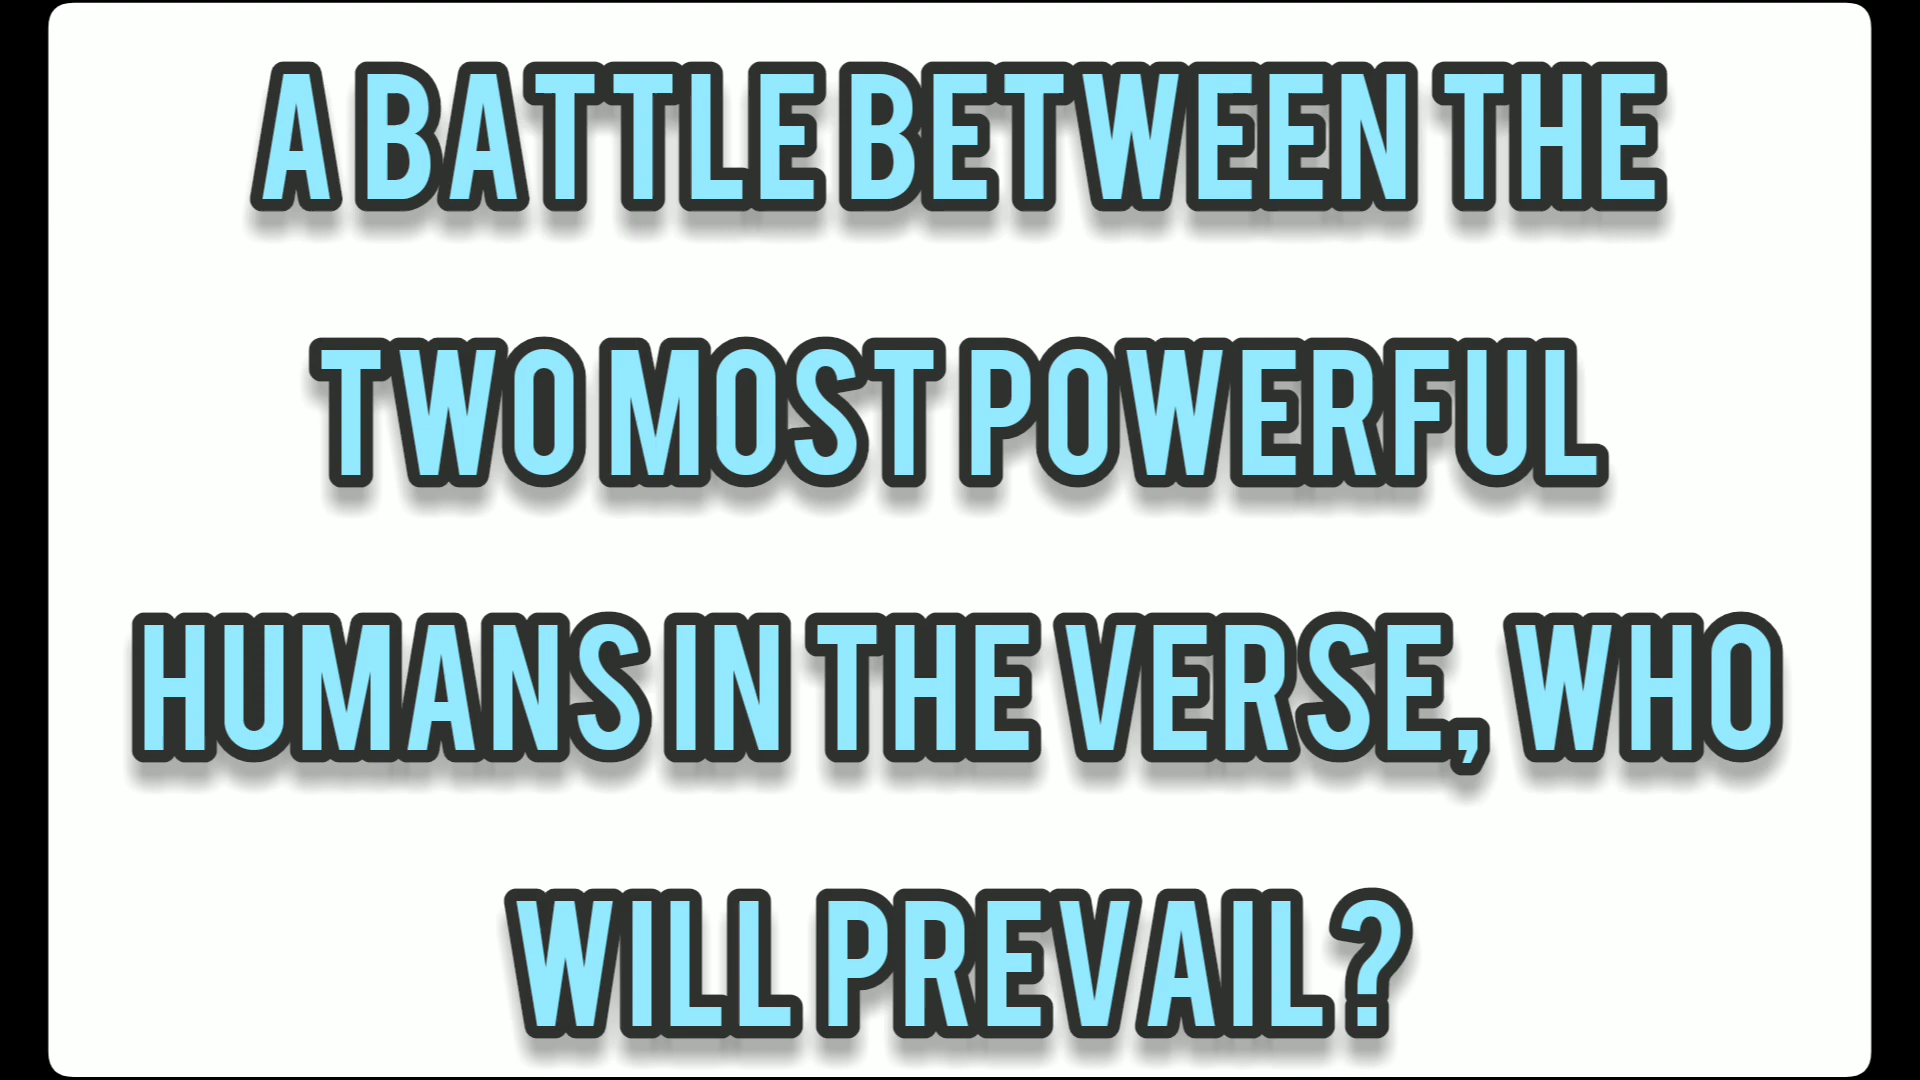 A BATTLE BETWEEN THE
TWO MOST POWERFUL
HUMANS IN THE VERSE, WHO
WILL PREVAIL?